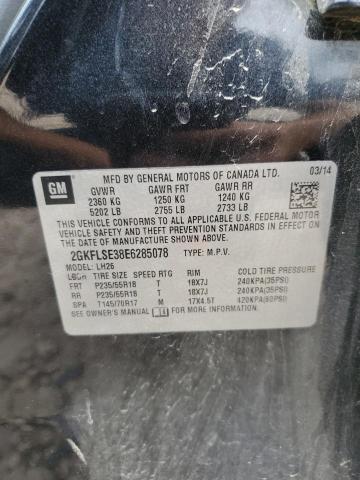 GM
MFD BY GENERAL MOTORS OF CANADA LTD. 03/14
GVWR GAWR FRT GAWR RR
2360 KG 1250 KG 1240 KG
5202 LB 2755 LB 2733 LB
THIS VEHICLE CONFORMS TO ALL APPLICABLE U.S. FEDERAL MOTOR
VEHICLE SAFETY AND THEFT PREVENTION STANDARDS IN EFFECT ON
THE DATE OF MANUFACTURE SHOWN ABOVE.
2GKFLSE38E6285078 TYPE: M.P.V.
MODEL: LH26
TIRE SIZE SPEED RTG RIM COLD TIRE PRESSURE
FRT P235/55R18 T 18X7J 240KPA(35PSI)
RR P235/55R18 T 18X7J 240KPA(35PSI)
SPA T145/70R17 M 17X4.5T 420KPA(60PSI)
SEE OWNER'S MANUAL FOR MORE INFORMATION.